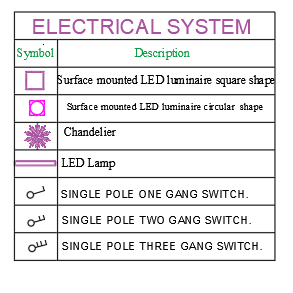 ELECTRICAL SYSTEM
Symbol Description
Surface mounted LED luminaire square shape
Surface mounted LED luminaire circular shape
Chandelier
LED Lamp
SINGLE POLE ONE GANG SWITCH.
SINGLE POLE TWO GANG SWITCH.
SINGLE POLE THREE GANG SWITCH.